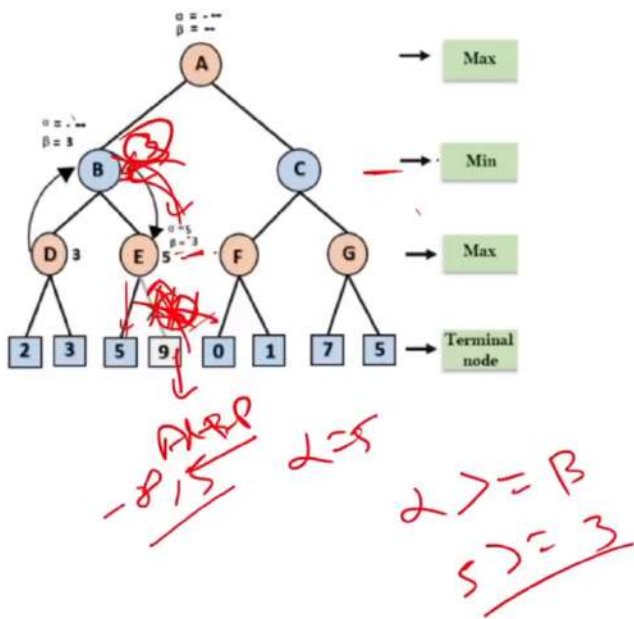 α = - ∞
β = ∞
A
Max
α = - ∞
β = 3
3
B
C
Min
α = 5
β = 3
D 3
E 5
F
G
Max
2 3 5 9 0 1 7 5
Terminal
node
α = 5
α > = β
5 > = 3